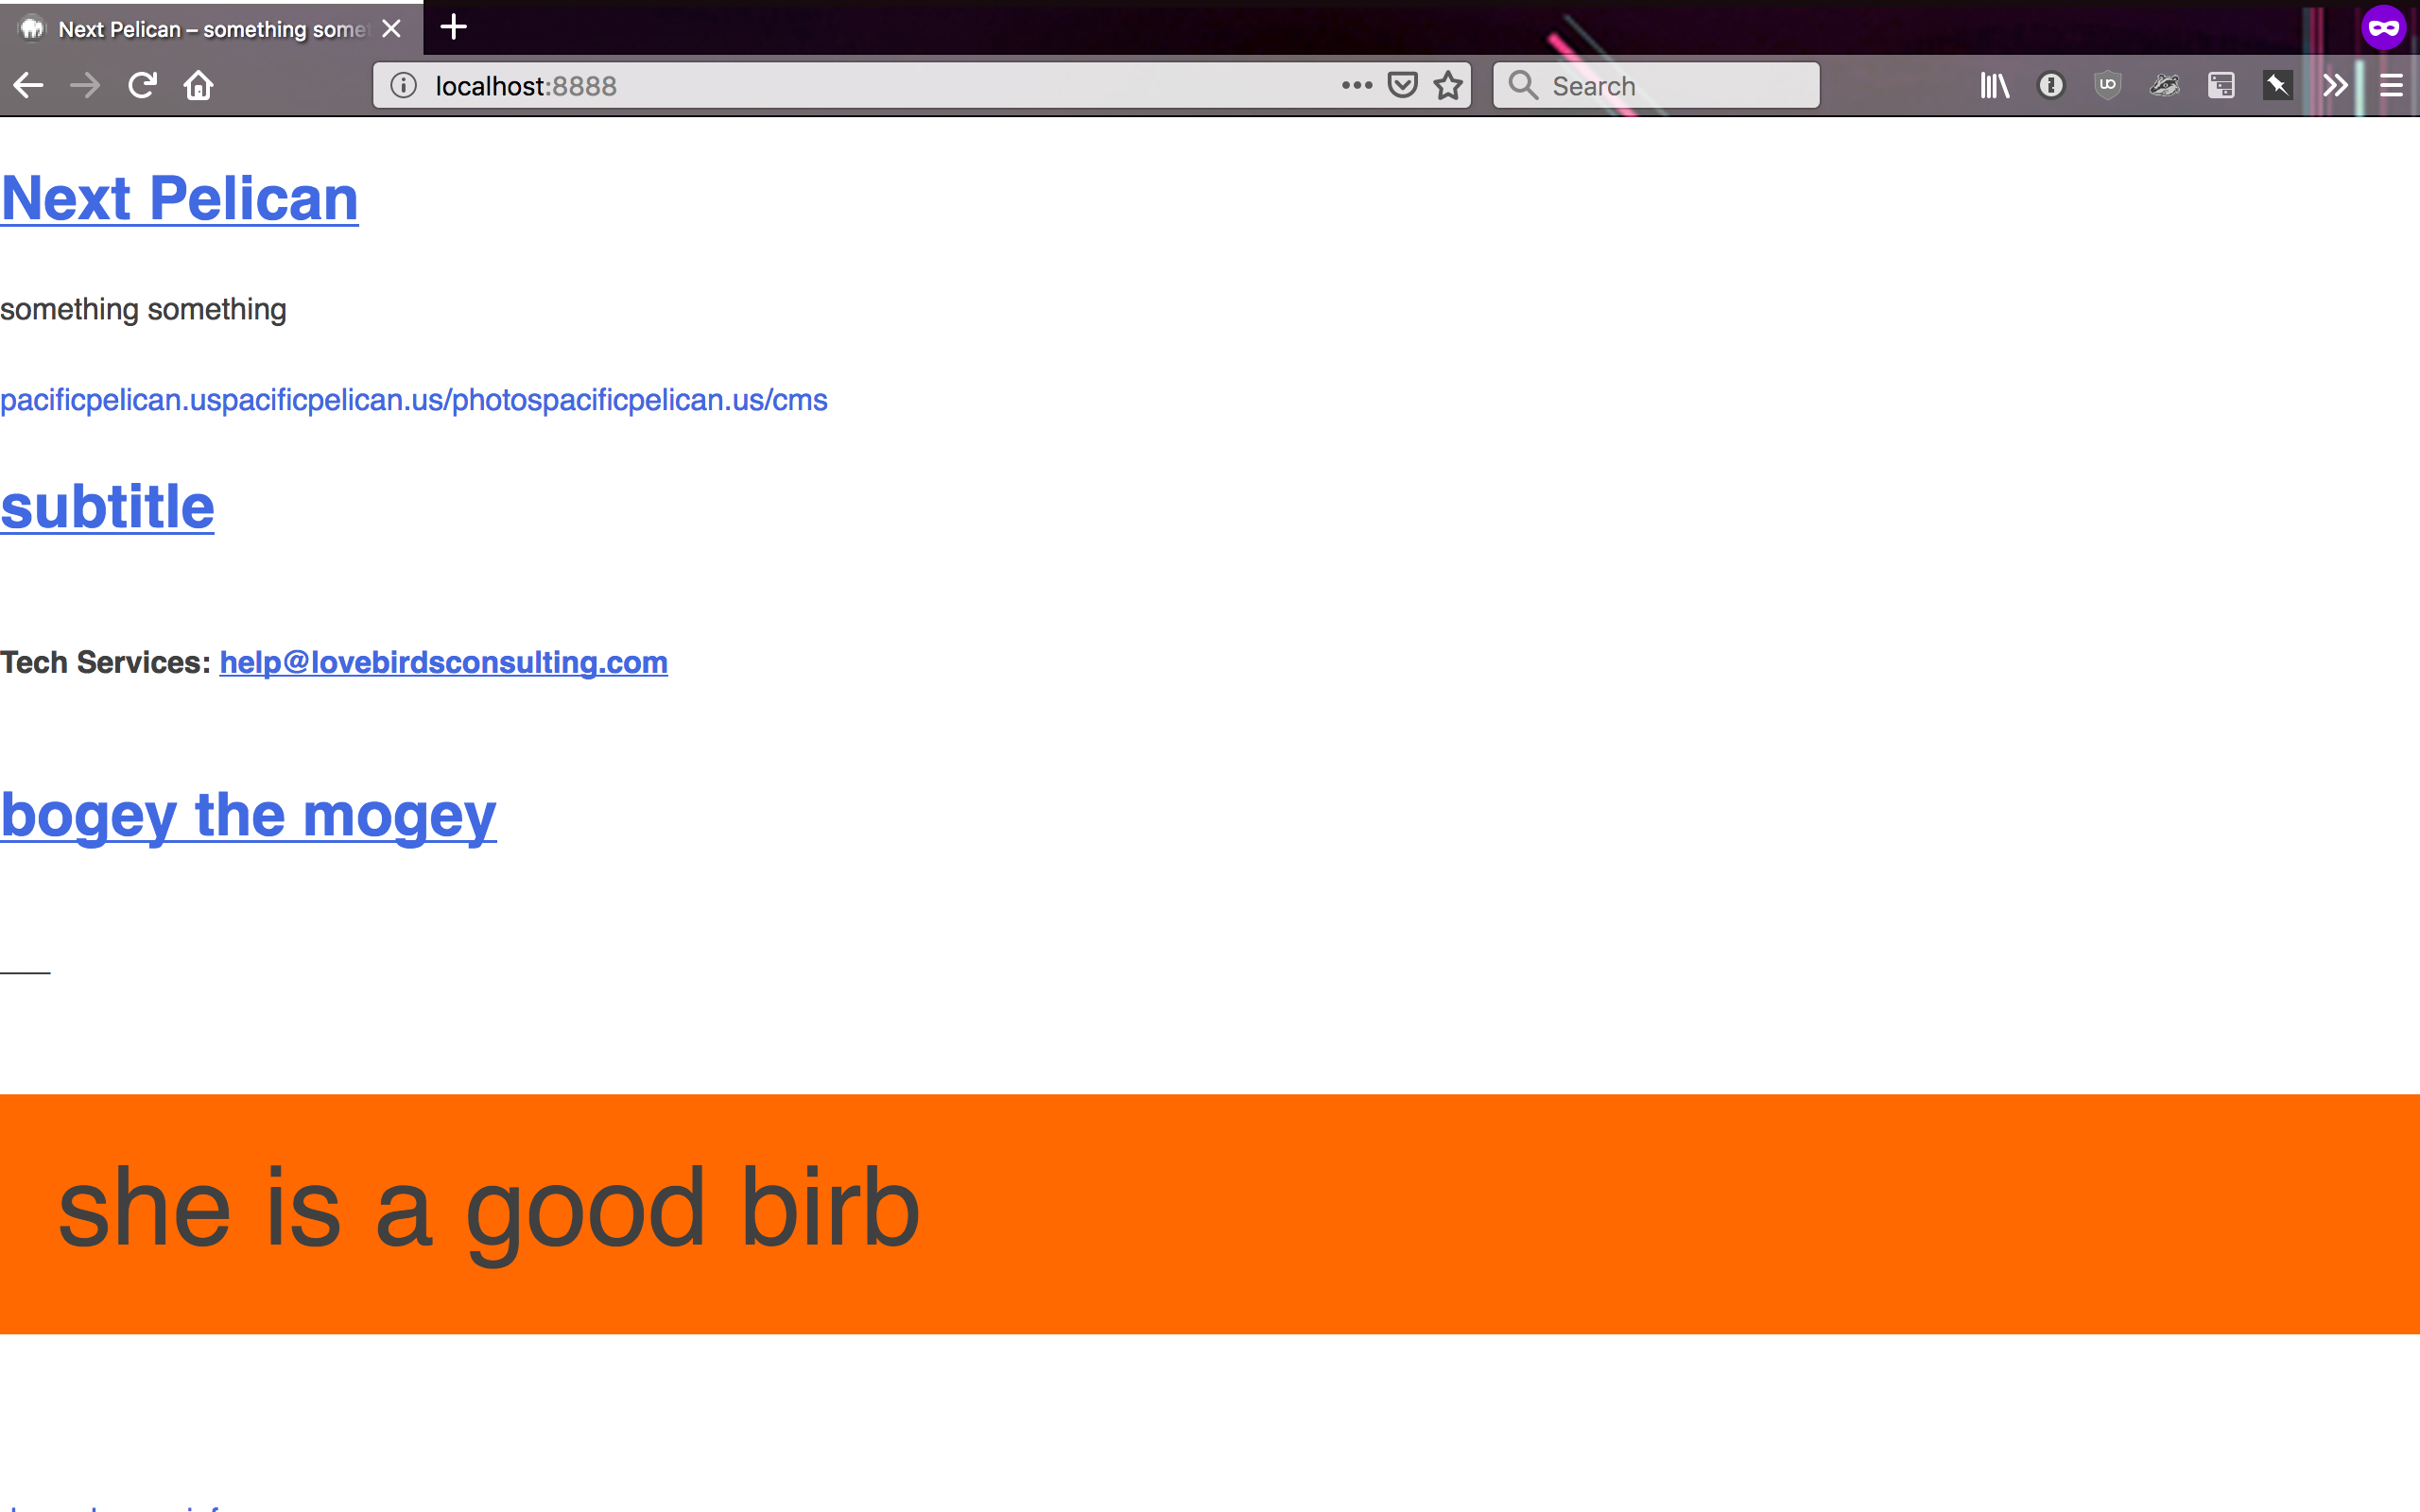 Next Pelican – something some
localhost:8888
Search
Next Pelican
something something
pacificpelican.uspacificpelican.us/photospacificpelican.us/cms
subtitle
Tech Services: help@lovebirdsconsulting.com
bogey the mogey
she is a good birb